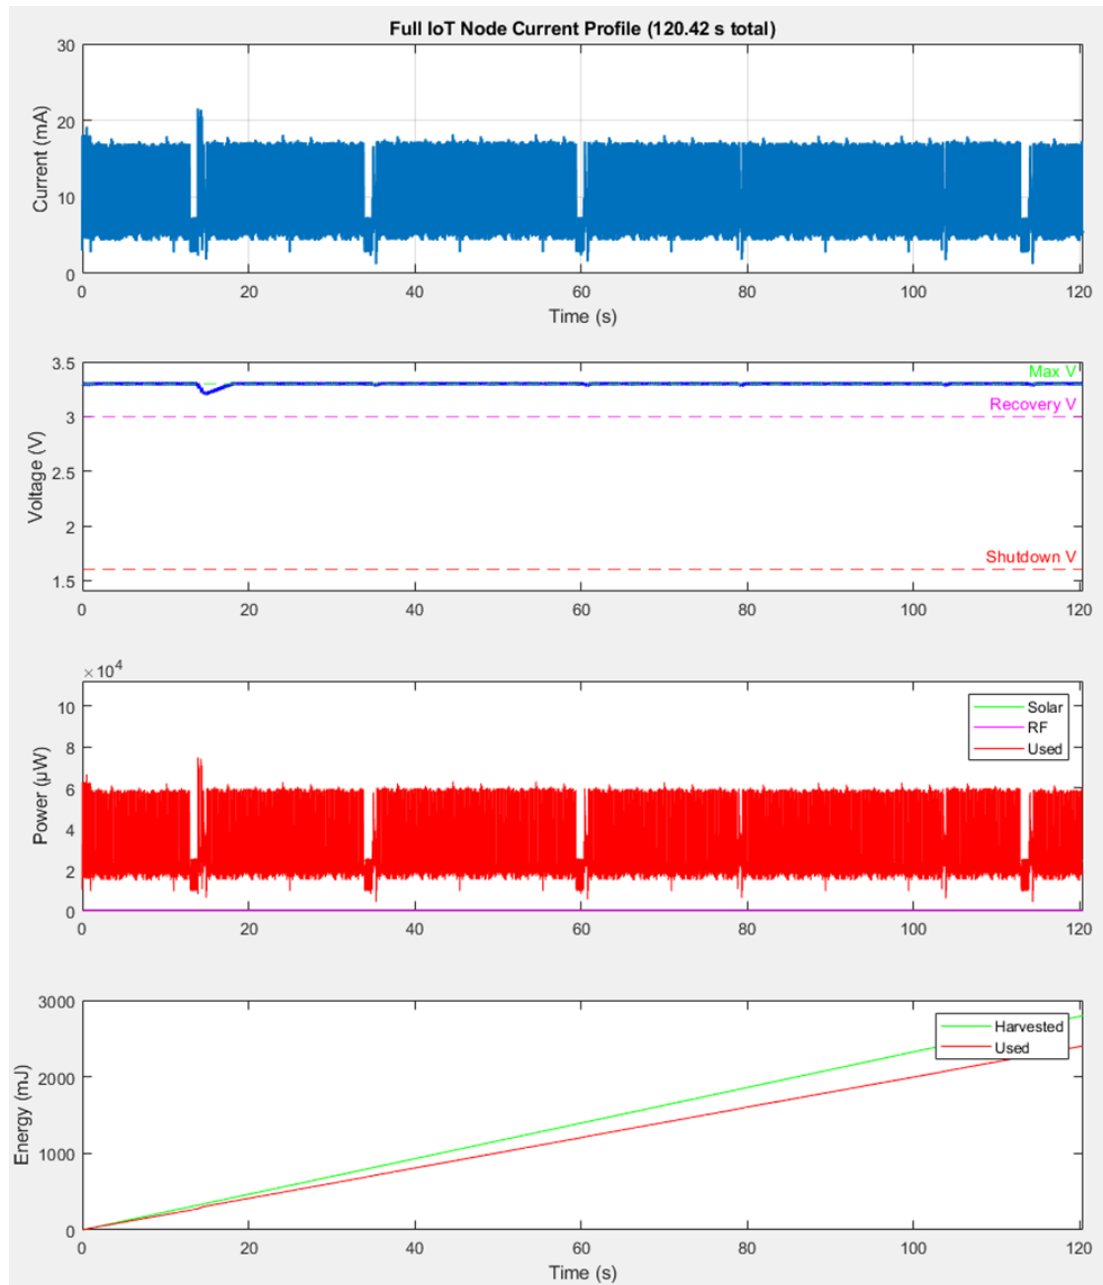 Full IoT Node Current Profile (120.42 s total)
30
20
10
0
Current (mA)
0 20 40 60 80 100 120
Time (s)
3.5
3
2.5
2
1.5
Voltage (V)
Max V
Recovery V
Shutdown V
0 20 40 60 80 100 120
×10⁴
10
8
6
4
2
0
Power (µW)
Solar
RF
Used
0 20 40 60 80 100 120
3000
2000
1000
0
Energy (mJ)
Harvested
Used
0 20 40 60 80 100 120
Time (s)